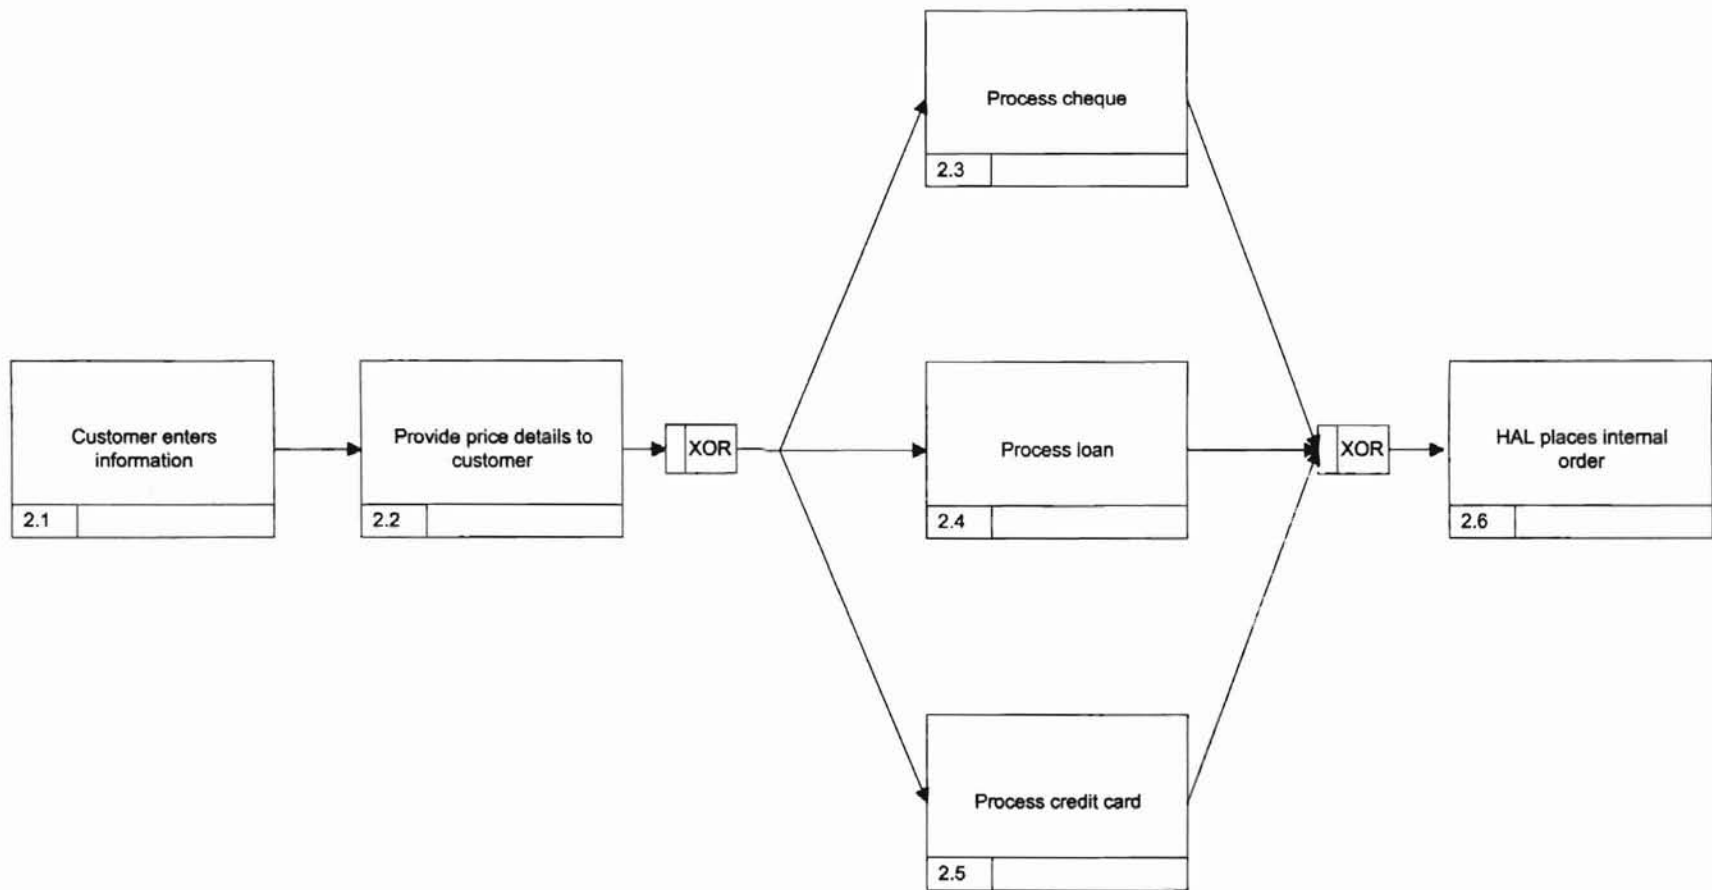 Customer enters
information
2.1
Provide price details to
customer
2.2
XOR
Process cheque
2.3
Process loan
2.4
Process credit card
2.5
XOR
HAL places internal
order
2.6